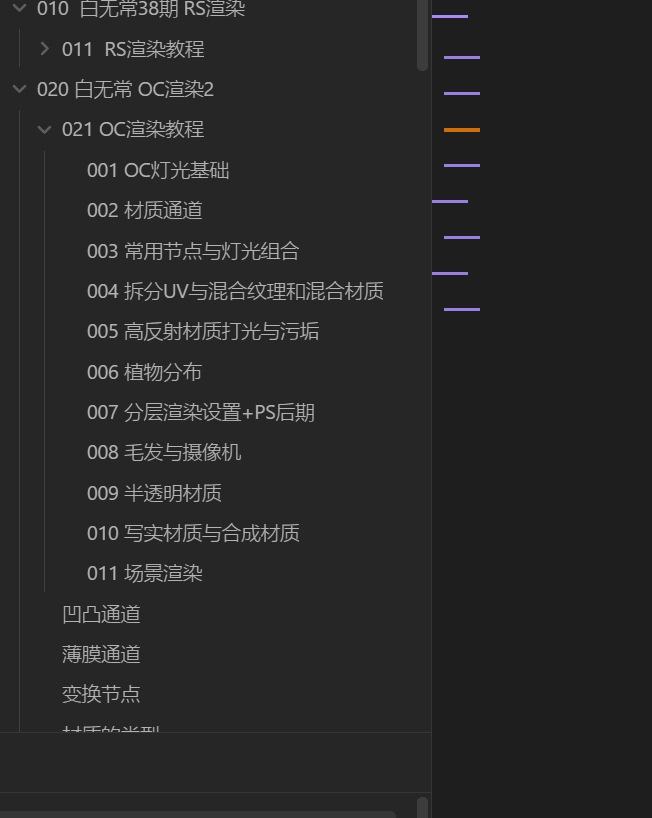 010 白无常38期 RS渲染
011 RS渲染教程
020 白无常 OC渲染2
021 OC渲染教程
001 OC灯光基础
002 材质通道
003 常用节点与灯光组合
004 拆分UV与混合纹理和混合材质
005 高反射材质打光与污垢
006 植物分布
007 分层渲染设置+PS后期
008 毛发与摄像机
009 半透明材质
010 写实材质与合成材质
011 场景渲染
凹凸通道
薄膜通道
变换节点
材质的类型